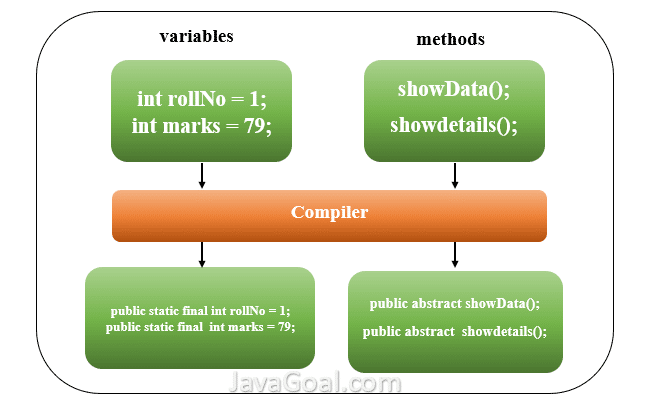 variables
methods
int rollNo = 1;
int marks = 79;
showData();
showdetails();
Compiler
public static final int rollNo = 1;
public static final  int marks = 79;
public abstract showData();
public abstract  showdetails();
JavaGoal.com